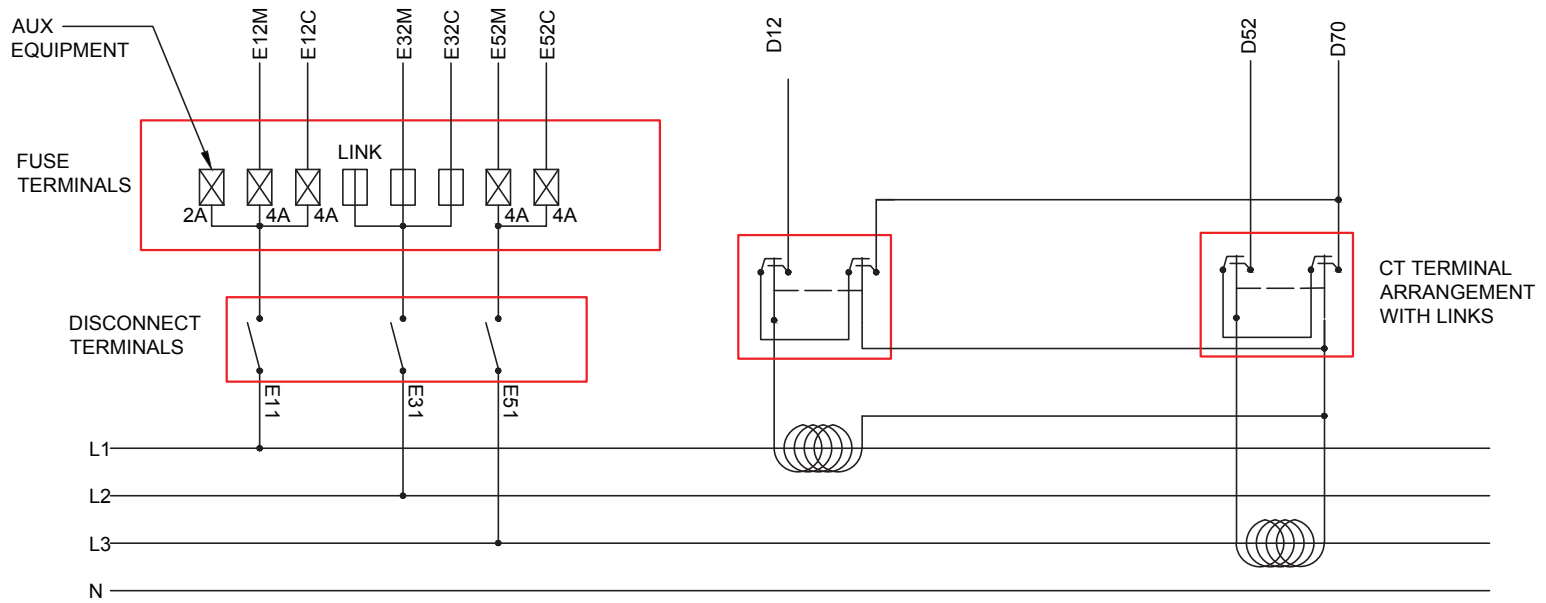 AUX
EQUIPMENT
E12M
E12C
E32M
E32C
E52M
E52C
D12
D52
D70
FUSE
TERMINALS
LINK
2A
4A
4A
4A
4A
CT TERMINAL
ARRANGEMENT
WITH LINKS
DISCONNECT
TERMINALS
E11
E31
E51
L1
L2
L3
N